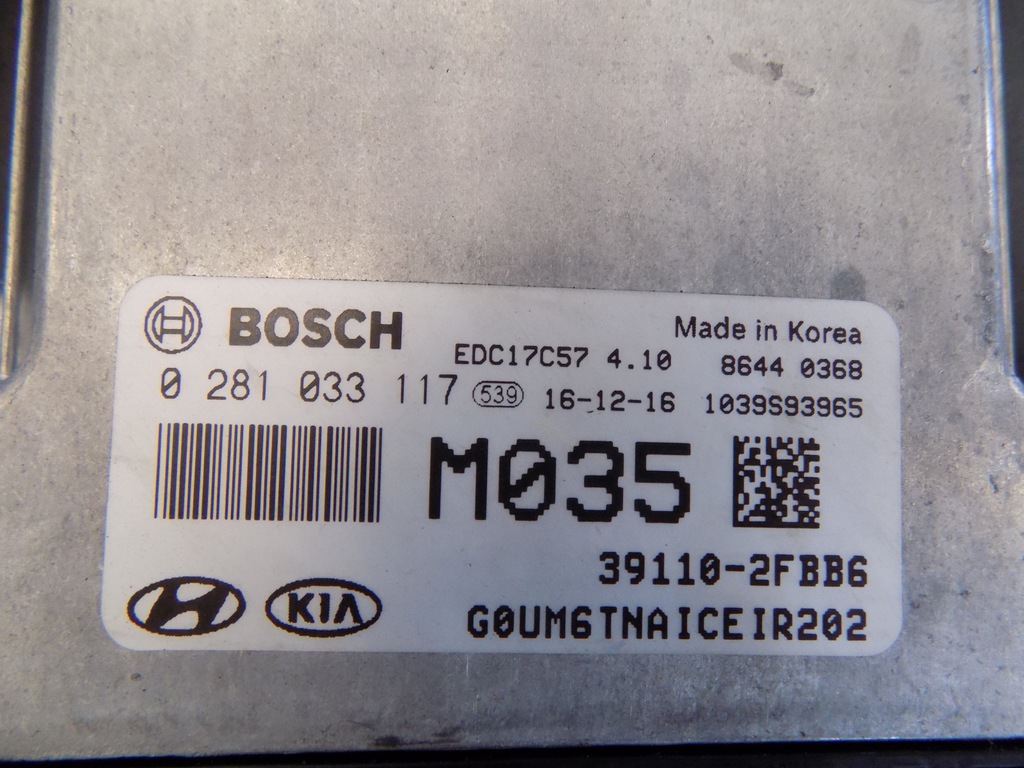 BOSCH
Made in Korea
EDC17C57 4.10
8644 0368
0 281 033 117
539
16-12-16
1039S93965
M035
39110-2FBB6
KIA
G0UM6TNAICEIR202